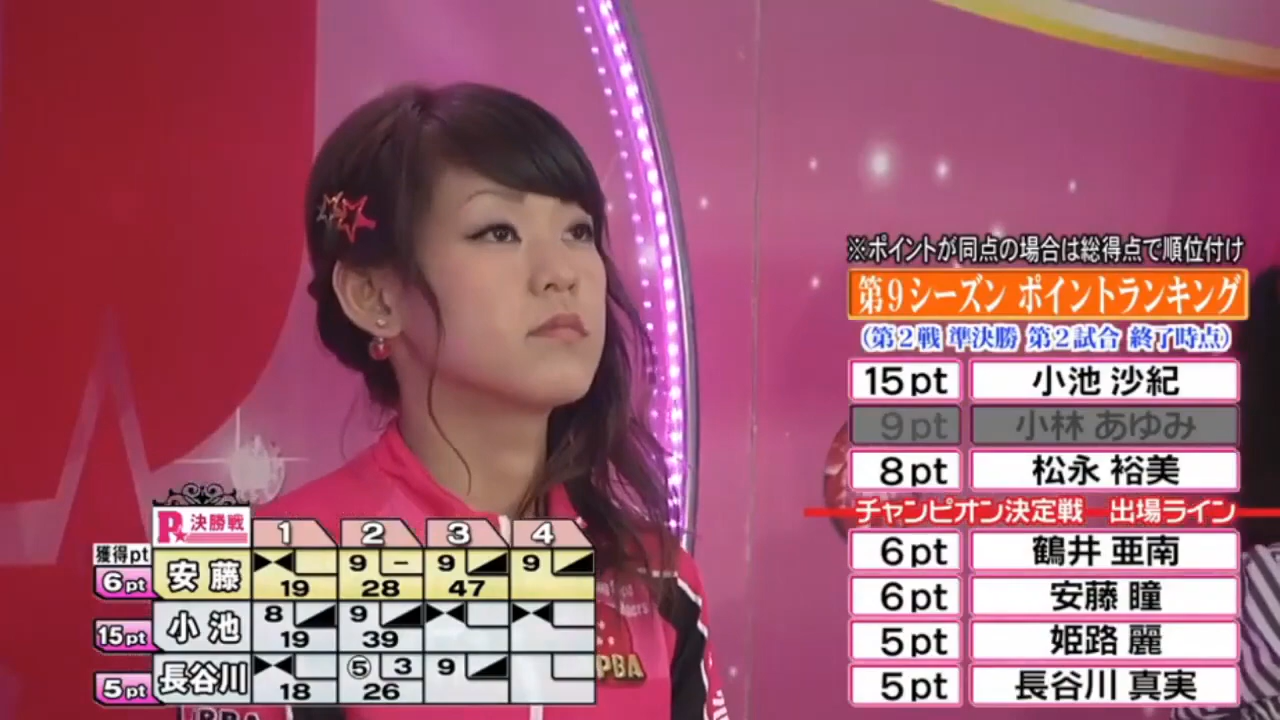 ※ポイントが同点の場合は総得点で順位付け
第9シーズン ポイントランキング
(第2戦 準決勝 第2試合 終了時点)
15pt 小池 沙紀
9pt 小林 あゆみ
8pt 松永 裕美
チャンピオン決定戦 出場ライン
6pt 鶴井 亜南
6pt 安藤 瞳
5pt 姫路 麗
5pt 長谷川 真実
P★ 決勝戦 1 2 3 4
獲得pt
6pt 安藤 9 - 9 9
19 28 47
15pt 小池 8 9
19 39
5pt 長谷川 ⑤ 3 9
18 26
PBA